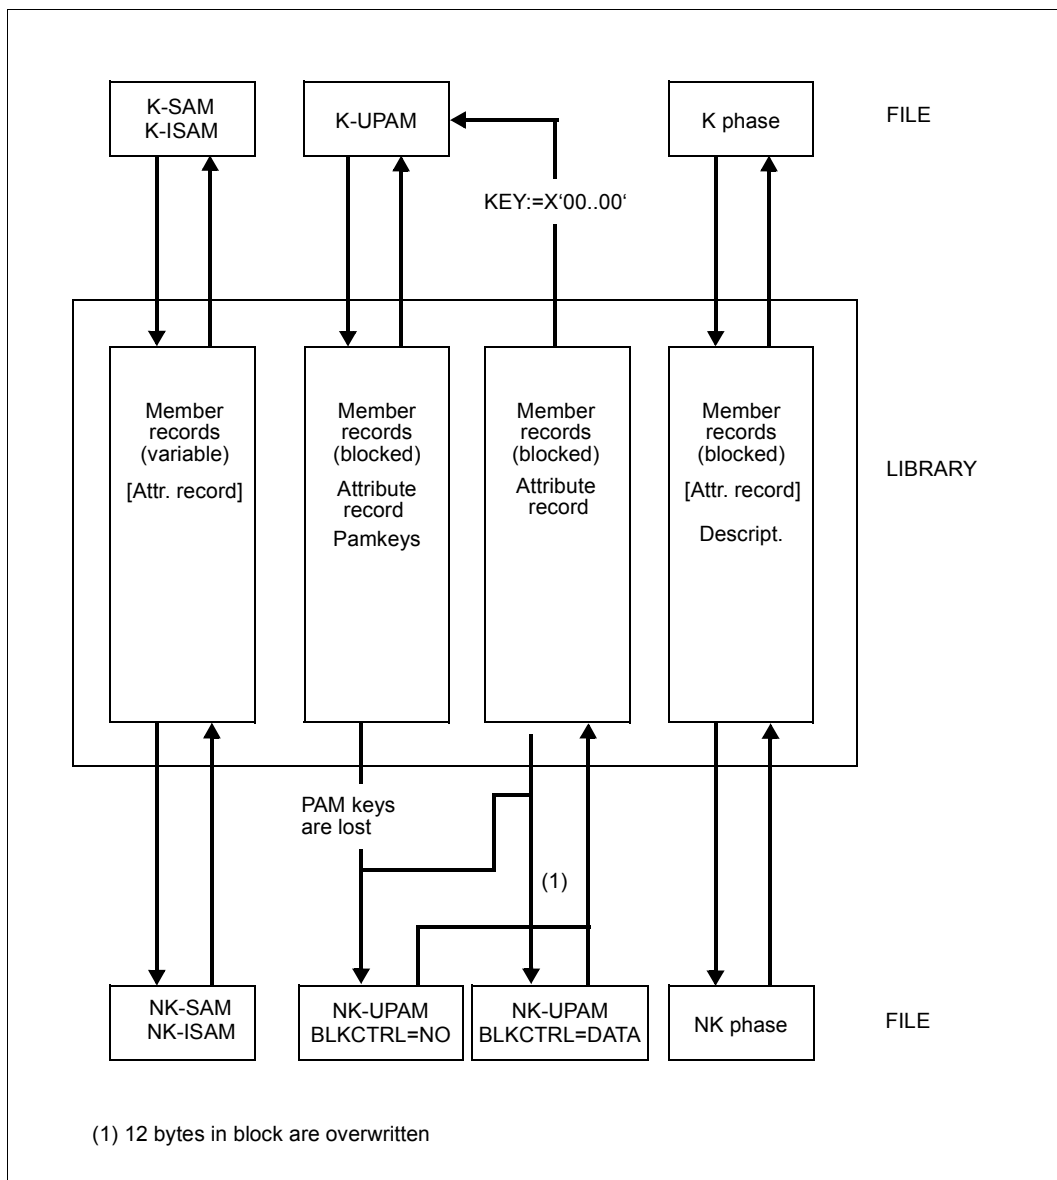 K-SAM
K-ISAM
K-UPAM
K phase
FILE
KEY:=X‘00..00‘
Member
records
(variable)
[Attr. record]
Member
records
(blocked)
Attribute
record
Pamkeys
Member
records
(blocked)
Attribute
record
Member
records
(blocked)
[Attr. record]
Descript.
LIBRARY
PAM keys
are lost
(1)
NK-SAM
NK-ISAM
NK-UPAM
BLKCTRL=NO
NK-UPAM
BLKCTRL=DATA
NK phase
FILE
(1) 12 bytes in block are overwritten